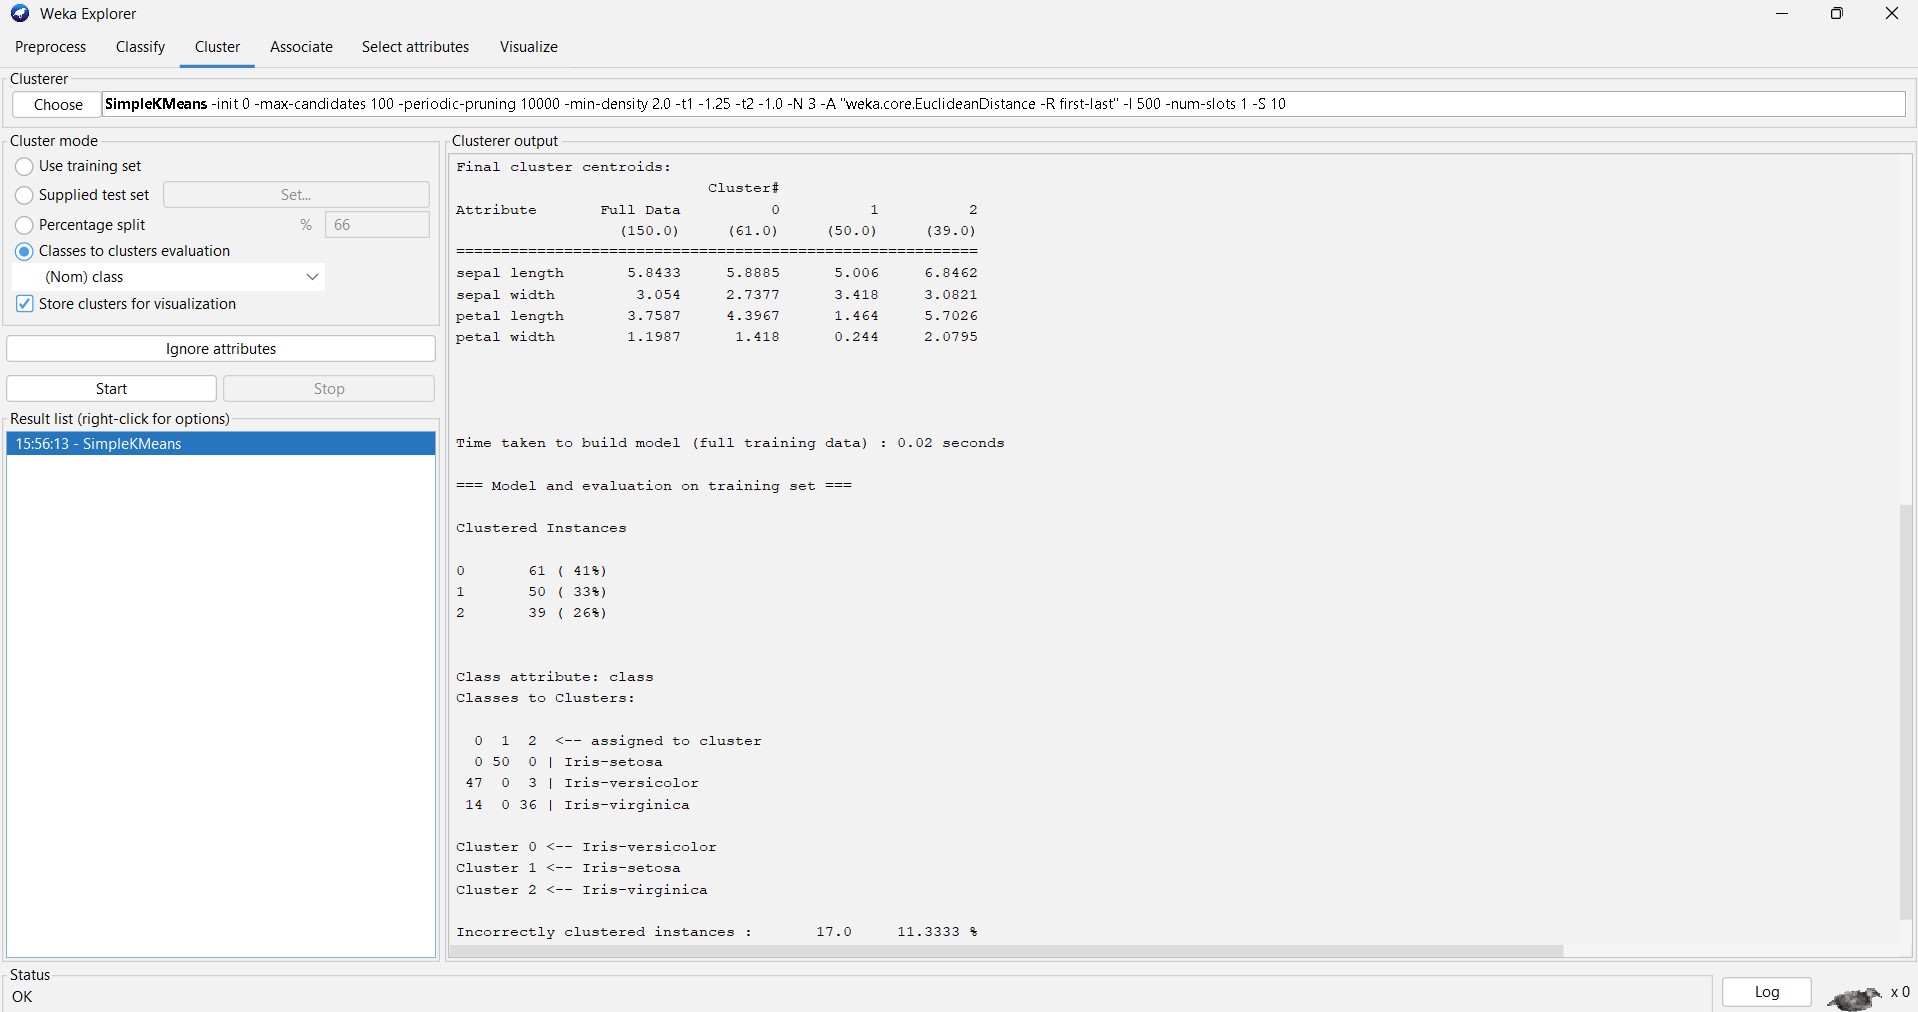 Weka Explorer
Preprocess Classify Cluster Associate Select attributes Visualize
Clusterer
Choose SimpleKMeans -init 0 -max-candidates 100 -periodic-pruning 10000 -min-density 2.0 -t1 -1.25 -t2 -1.0 -N 3 -A "weka.core.EuclideanDistance -R first-last" -I 500 -num-slots 1 -S 10
Cluster mode
Use training set
Supplied test set Set...
Percentage split % 66
Classes to clusters evaluation
(Nom) class
Store clusters for visualization
Ignore attributes
Start Stop
Result list (right-click for options)
15:56:13 - SimpleKMeans
Clusterer output
Final cluster centroids:
Cluster#
Attribute Full Data 0 1 2
(150.0) (61.0) (50.0) (39.0)
==========================================================
sepal length 5.8433 5.8885 5.006 6.8462
sepal width 3.054 2.7377 3.418 3.0821
petal length 3.7587 4.3967 1.464 5.7026
petal width 1.1987 1.418 0.244 2.0795
Time taken to build model (full training data) : 0.02 seconds
=== Model and evaluation on training set ===
Clustered Instances
0 61 ( 41%)
1 50 ( 33%)
2 39 ( 26%)
Class attribute: class
Classes to Clusters:
0 1 2 <-- assigned to cluster
0 50 0 | Iris-setosa
47 0 3 | Iris-versicolor
14 0 36 | Iris-virginica
Cluster 0 <-- Iris-versicolor
Cluster 1 <-- Iris-setosa
Cluster 2 <-- Iris-virginica
Incorrectly clustered instances : 17.0 11.3333 %
Status
OK
Log x 0